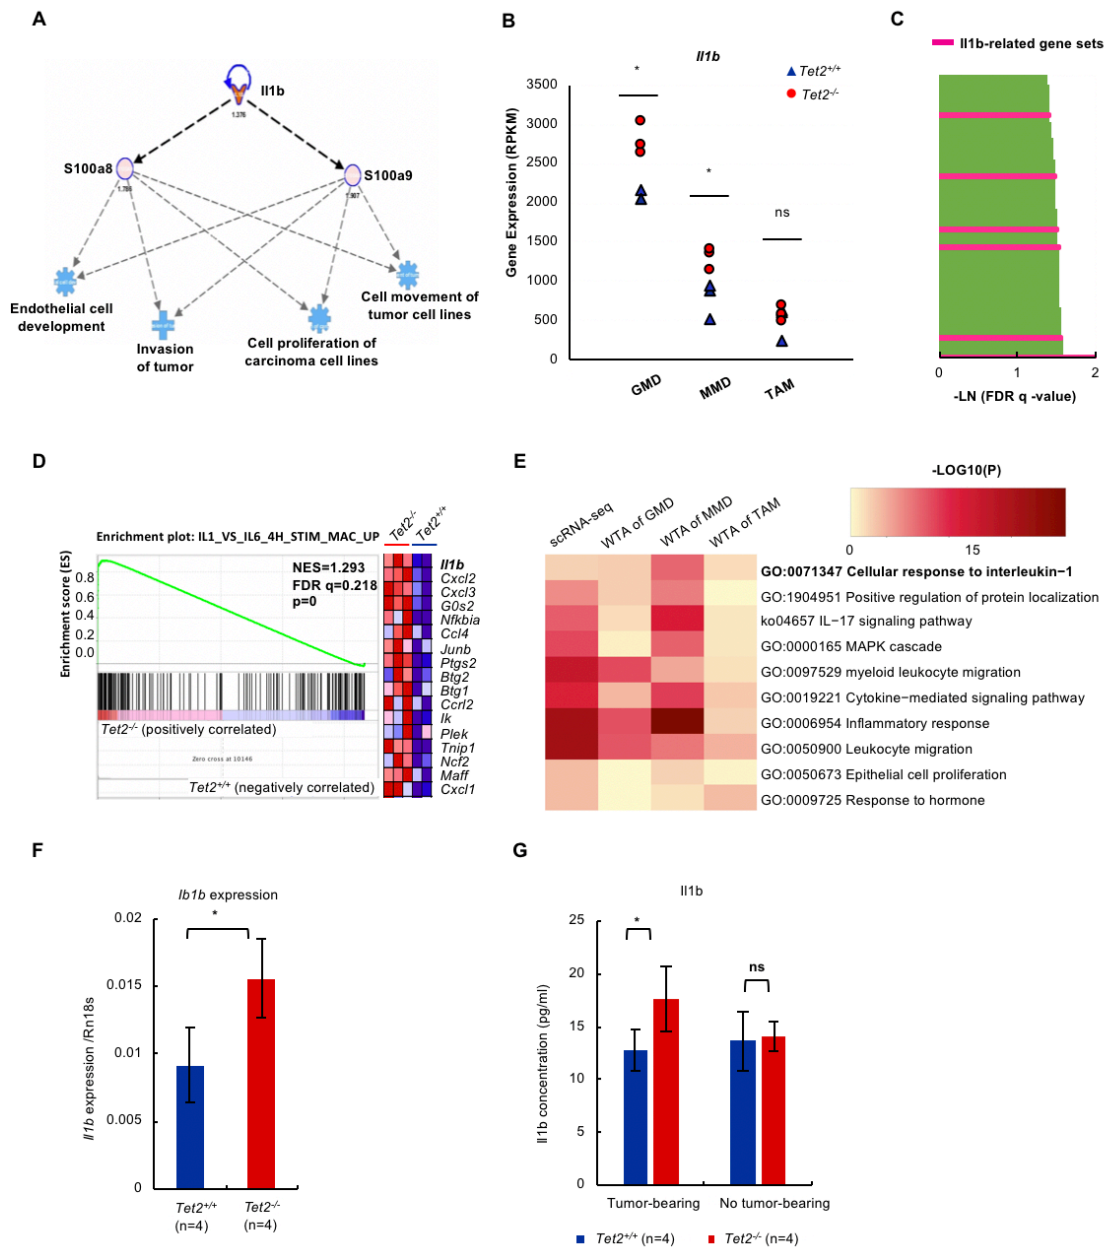 A
Il1b
1.376
S100a8
1.786
S100a9
1.907
Endothelial cell
development
Invasion
of tumor
Cell proliferation of
carcinoma cell lines
Cell movement of
tumor cell lines
B
Il1b
Tet2+/+
Tet2-/-
*
*
ns
Gene Expression (RPKM)
3500
3000
2500
2000
1500
1000
500
0
GMD
MMD
TAM
C
Il1b-related gene sets
0
1
2
-LN (FDR q -value)
D
Enrichment plot: IL1_VS_IL6_4H_STIM_MAC_UP
Tet2-/-
Tet2+/+
NES=1.293
FDR q=0.218
p=0
Enrichment score (ES)
0.8
0.6
0.4
0.2
0.0
Tet2-/- (positively correlated)
Zero cross at 10146
Tet2+/+ (negatively correlated)
Il1b
Cxcl2
Cxcl3
G0s2
Nfkbia
Ccl4
Junb
Ptgs2
Btg2
Btg1
Ccrl2
Ik
Plek
Tnip1
Ncf2
Maff
Cxcl1
E
-LOG10(P)
0
15
scRNA-seq
WTA of GMD
WTA of MMD
WTA of TAM
GO:0071347 Cellular response to interleukin−1
GO:1904951 Positive regulation of protein localization
ko04657 IL−17 signaling pathway
GO:0000165 MAPK cascade
GO:0097529 myeloid leukocyte migration
GO:0019221 Cytokine−mediated signaling pathway
GO:0006954 Inflammatory response
GO:0050900 Leukocyte migration
GO:0050673 Epithelial cell proliferation
GO:0009725 Response to hormone
F
Ib1b expression
*
Il1b expression /Rn18s
0.02
0.015
0.01
0.005
0
Tet2+/+
(n=4)
Tet2-/-
(n=4)
G
Il1b
*
ns
Il1b concentration (pg/ml)
25
20
15
10
5
0
Tumor-bearing
No tumor-bearing
Tet2+/+ (n=4)
Tet2-/- (n=4)